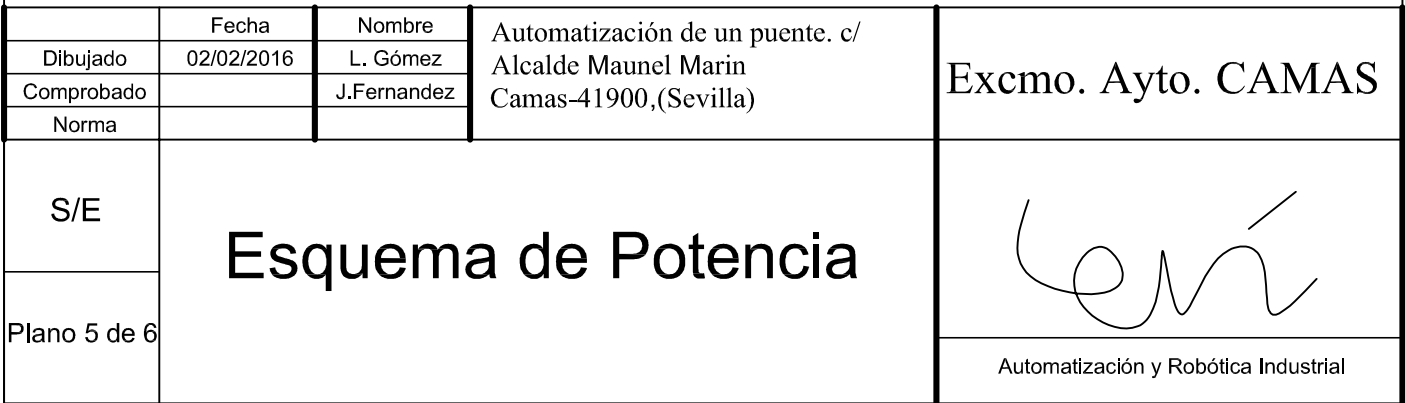 Fecha Nombre
Dibujado 02/02/2016 L. Gómez
Comprobado J.Fernandez
Norma
Automatización de un puente. c/
Alcalde Maunel Marin
Camas-41900,(Sevilla)
Excmo. Ayto. CAMAS
S/E
Esquema de Potencia
Plano 5 de 6
Automatización y Robótica Industrial